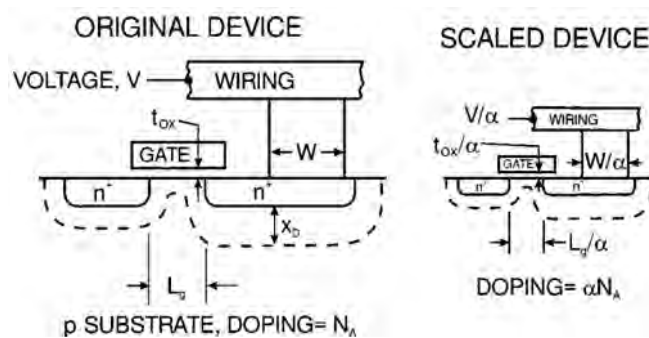 ORIGINAL DEVICE
VOLTAGE, V
WIRING
tox
GATE
W
n⁺
n⁺
xD
Lg
p SUBSTRATE, DOPING= NA
SCALED DEVICE
V/α
WIRING
tox/α
GATE
W/α
n⁺
n⁺
Lg/α
DOPING= αNA